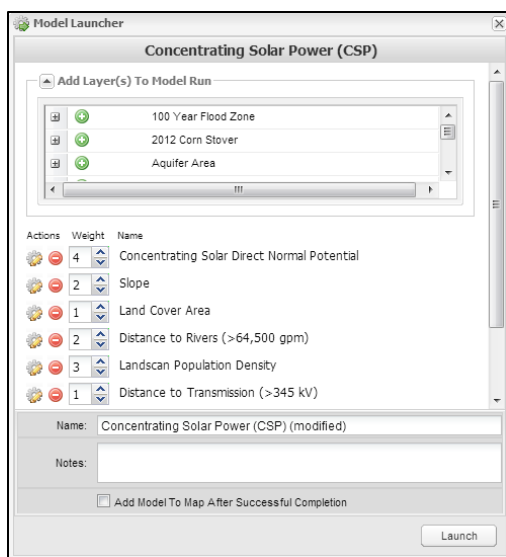 Model Launcher
Concentrating Solar Power (CSP)
Add Layer(s) To Model Run
100 Year Flood Zone
2012 Corn Stover
Aquifer Area
Actions Weight Name
4 Concentrating Solar Direct Normal Potential
2 Slope
1 Land Cover Area
2 Distance to Rivers (>64,500 gpm)
3 Landscan Population Density
1 Distance to Transmission (>345 kV)
Name: Concentrating Solar Power (CSP) (modified)
Notes:
Add Model To Map After Successful Completion
Launch